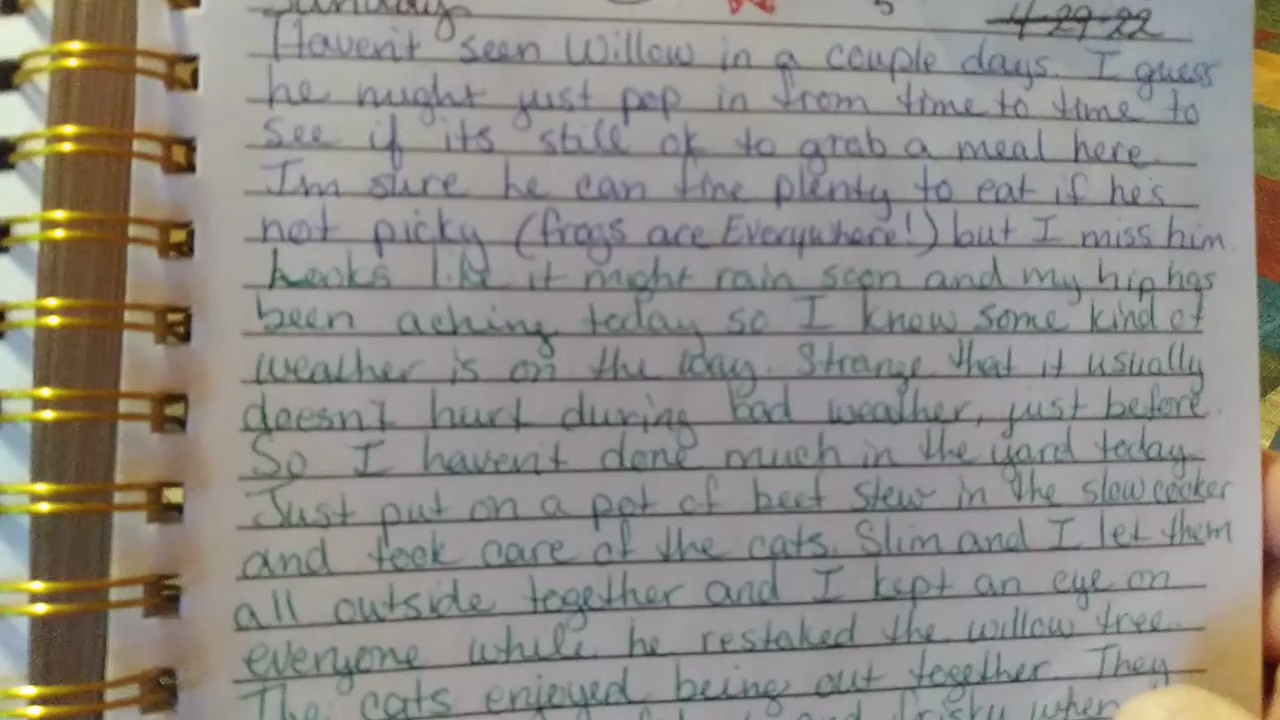 Sunday 5 4-29-22
Haven't seen Willow in a couple days. I guess
he might just pop in from time to time to
see if its still ok to grab a meal here
I'm sure he can fine plenty to eat if he's
not picky (frogs are Everywhere!) but I miss him
Looks like it might rain soon and my hip has
been aching today so I know some kind of
weather is on the way. Strange that it usually
doesn't hurt during bad weather, just before.
So I haven't done much in the yard today
Just put on a pot of beef stew in the slow cooker
and took care of the cats. Slim and I let them
all outside together and I kept an eye on
everyone while he restaked the willow tree.
The cats enjoyed being out together. They
and frisky when